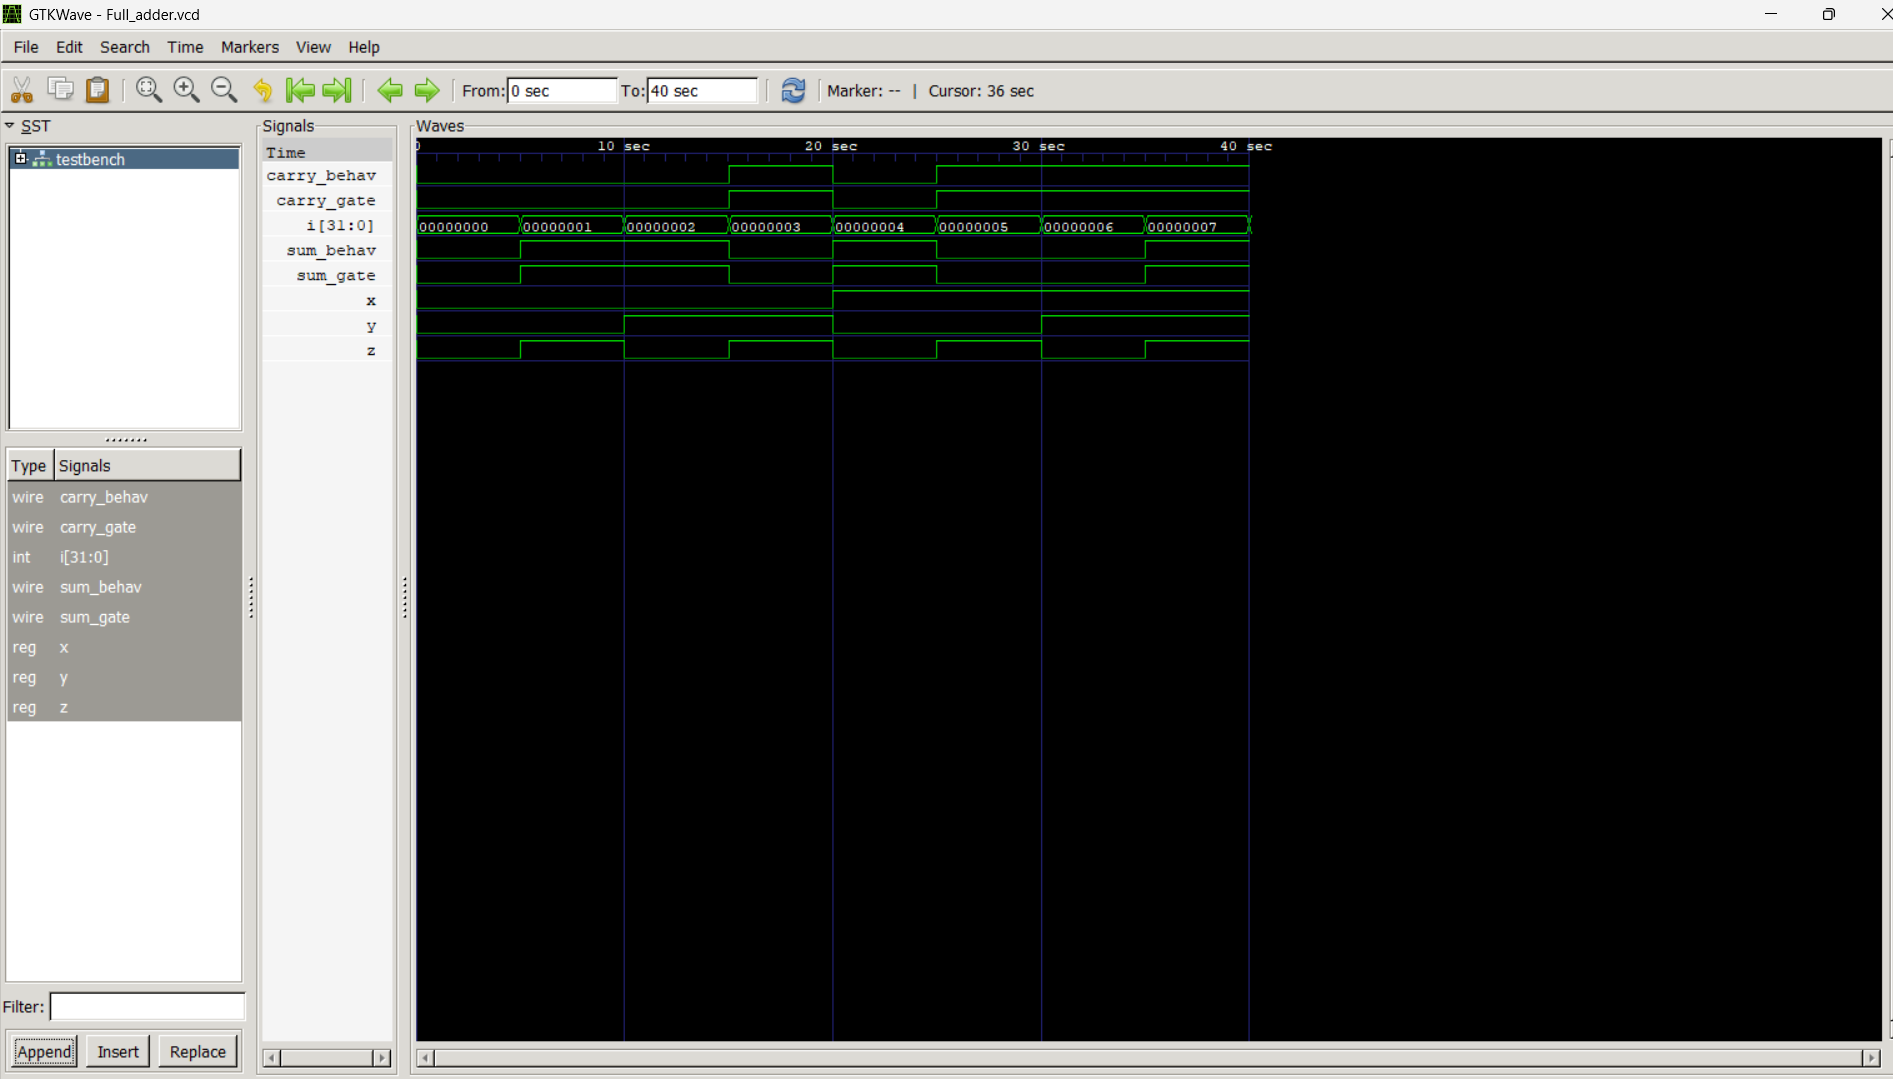 GTKWave - Full_adder.vcd
File Edit Search Time Markers View Help
From: 0 sec To: 40 sec Marker: -- | Cursor: 36 sec
SST
testbench
Type Signals
wire carry_behav
wire carry_gate
int i[31:0]
wire sum_behav
wire sum_gate
reg x
reg y
reg z
Filter:
Append Insert Replace
Signals
Time
carry_behav
carry_gate
i[31:0]
sum_behav
sum_gate
x
y
z
Waves
0 10 sec 20 sec 30 sec 40 sec
00000000 00000001 00000002 00000003 00000004 00000005 00000006 00000007